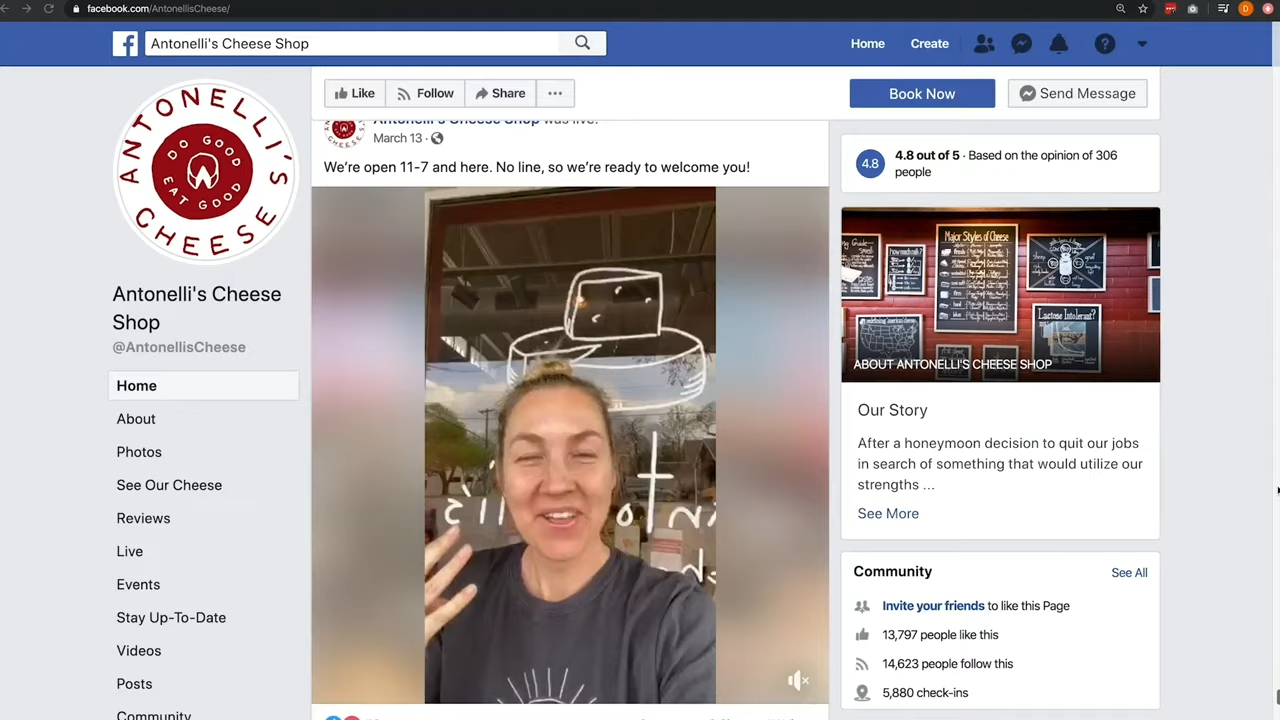 facebook.com/AntonellisCheese/
Antonelli's Cheese Shop
Home
Create
ANTONELLI'S
CHEESE
DO GOOD
EAT GOOD
Antonelli's Cheese
Shop
@AntonellisCheese
Home
About
Photos
See Our Cheese
Reviews
Live
Events
Stay Up-To-Date
Videos
Posts
Community
Like
Follow
Share
Book Now
Send Message
Antonelli's Cheese Shop was live.
March 13
We're open 11-7 and here. No line, so we're ready to welcome you!
4.8
4.8 out of 5 · Based on the opinion of 306
people
Major Styles of Cheese
Lactose Intolerant?
ABOUT ANTONELLI'S CHEESE SHOP
Our Story
After a honeymoon decision to quit our jobs
in search of something that would utilize our
strengths ...
See More
Community
See All
Invite your friends to like this Page
13,797 people like this
14,623 people follow this
5,880 check-ins